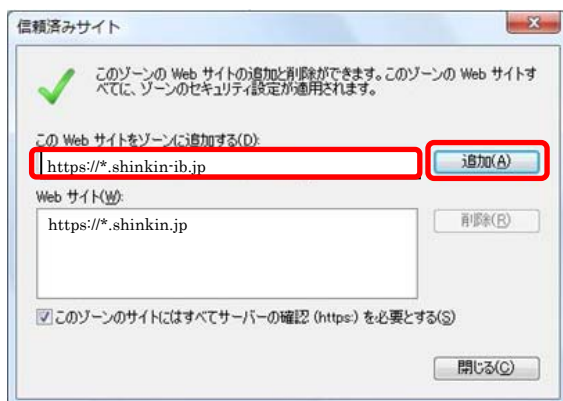 信頼済みサイト
このゾーンの Web サイトの追加と削除ができます。このゾーンの Web サイトす
べてに、ゾーンのセキュリティ設定が適用されます。
この Web サイトをゾーンに追加する(D):
https://*.shinkin-ib.jp
追加(A)
Web サイト(W):
https://*.shinkin.jp
削除(R)
このゾーンのサイトにはすべてサーバーの確認 (https:) を必要とする(S)
閉じる(C)